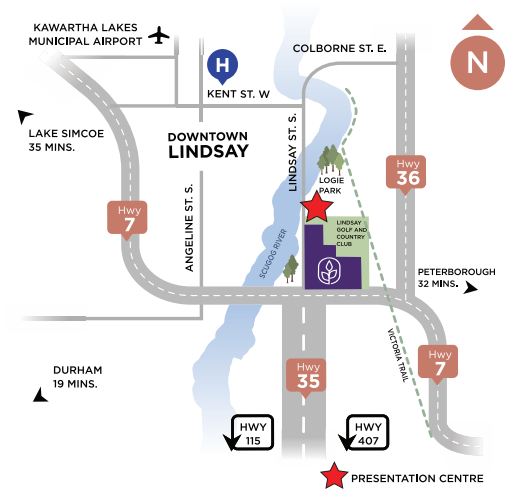 KAWARTHA LAKES
MUNICIPAL AIRPORT
COLBORNE ST. E.
N
H
KENT ST. W
LAKE SIMCOE
35 MINS.
DOWNTOWN
LINDSAY
LINDSAY ST. S.
LOGIE
PARK
Hwy
36
ANGELINE ST. S.
Hwy
7
LINDSAY
GOLF AND
COUNTRY
CLUB
SCUGOG RIVER
PETERBOROUGH
32 MINS.
VICTORIA TRAIL
DURHAM
19 MINS.
Hwy
35
Hwy
7
HWY
115
HWY
407
PRESENTATION CENTRE